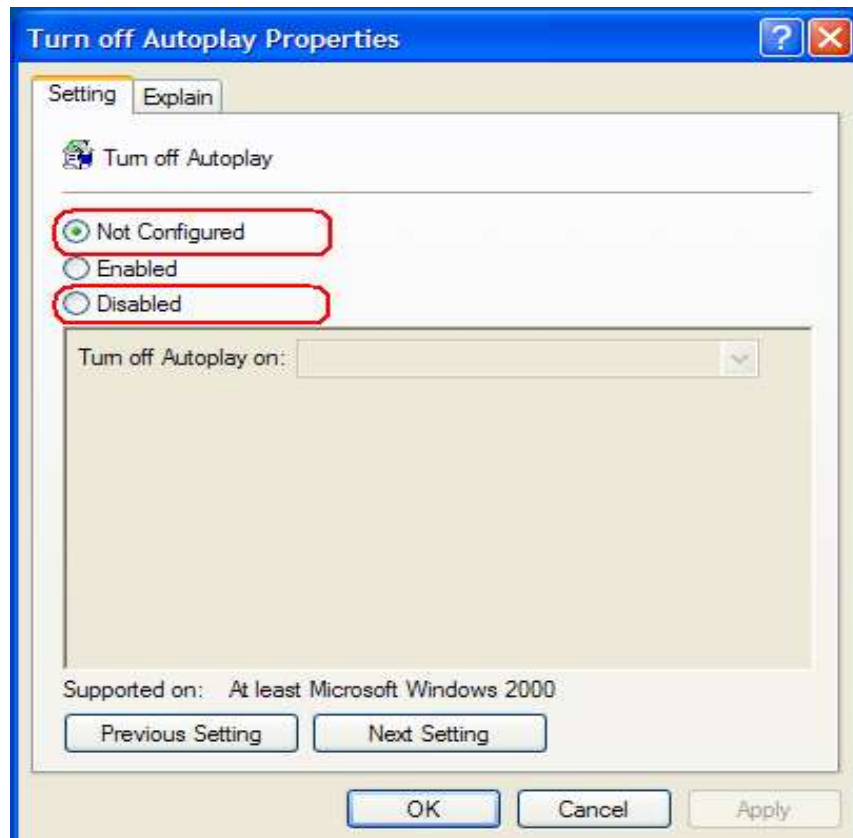 Turn off Autoplay Properties
Setting Explain
Turn off Autoplay
Not Configured
Enabled
Disabled
Turn off Autoplay on:
Supported on: At least Microsoft Windows 2000
Previous Setting Next Setting
OK Cancel Apply